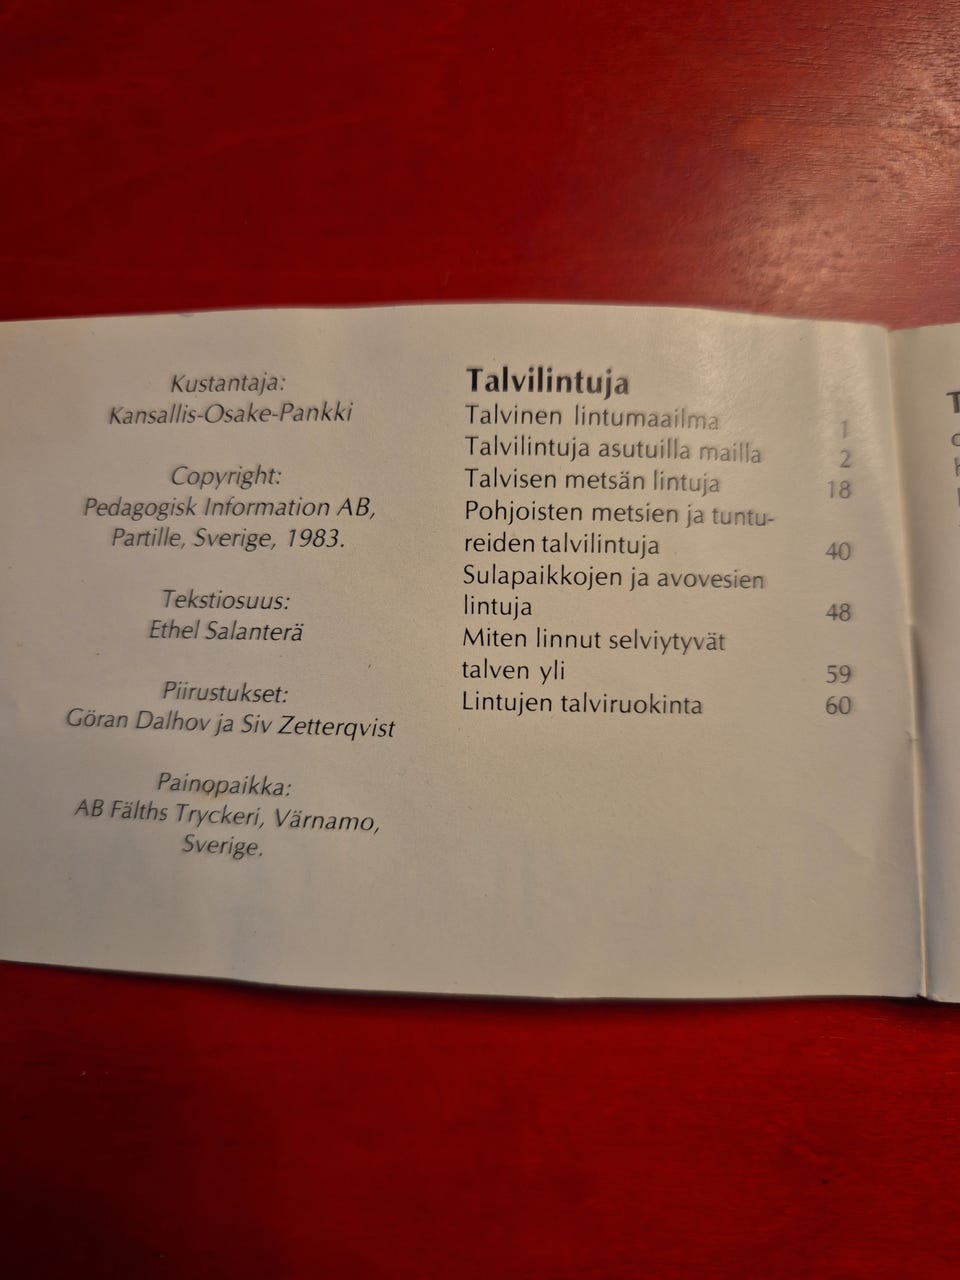 Kustantaja:
Kansallis-Osake-Pankki
Copyright:
Pedagogisk Information AB,
Partille, Sverige, 1983.
Tekstiosuus:
Ethel Salanterä
Piirustukset:
Göran Dalhov ja Siv Zetterqvist
Painopaikka:
AB Fälths Tryckeri, Värnamo,
Sverige.
Talvilintuja
Talvinen lintumaailma 1
Talvilintuja asutuilla mailla 2
Talvisen metsän lintuja 18
Pohjoisten metsien ja tuntu-
reiden talvilintuja 40
Sulapaikkojen ja avovesien
lintuja 48
Miten linnut selviytyvät
talven yli 59
Lintujen talviruokinta 60